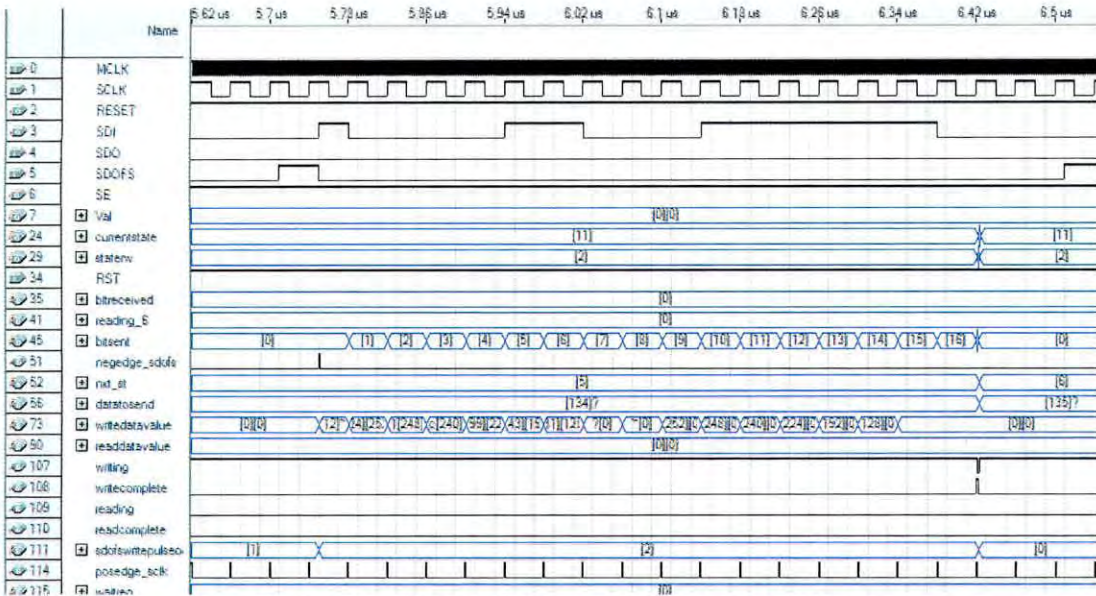 5.62 us 5.7 us 5.78 us 5.86 us 5.94 us 6.02 us 6.1 us 6.18 us 6.26 us 6.34 us 6.42 us 6.5 us
Name
0 MCLK
1 SCLK
2 RESET
3 SDI
4 SDO
5 SDOFS
6 SE
7 Val [0][0]
24 currentstate [11] [11]
29 [2] [2]
34 RST
35 bitreceived [0]
41 reading_6 [0]
45 bitsent [0] [1] [2] [3] [4] [5] [6] [7] [8] [9] [10] [11] [12] [13] [14] [15] [16] [0]
51 negedge_sdofs
52 nxt_st [5] [6]
56 datatosend [134]? [135]?
73 writedatavalue [0][0] ?[0] [0][0]
90 readdatavalue [0][0]
107 writing
108 writecomplete
109 reading
110 readcomplete
111 [1] [2] [0]
114 posedge_sclk
115 [0]